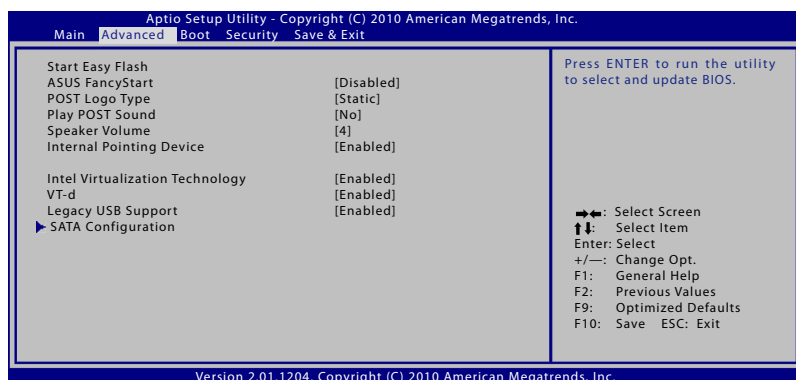 Aptio Setup Utility - Copyright (C) 2010 American Megatrends, Inc.
Main Advanced Boot Security Save & Exit
Start Easy Flash
ASUS FancyStart [Disabled]
POST Logo Type [Static]
Play POST Sound [No]
Speaker Volume [4]
Internal Pointing Device [Enabled]
Intel Virtualization Technology [Enabled]
VT-d [Enabled]
Legacy USB Support [Enabled]
SATA Configuration
Press ENTER to run the utility
to select and update BIOS.
→←: Select Screen
↑↓: Select Item
Enter: Select
+/—: Change Opt.
F1: General Help
F2: Previous Values
F9: Optimized Defaults
F10: Save ESC: Exit
Version 2.01.1204. Copyright (C) 2010 American Megatrends, Inc.